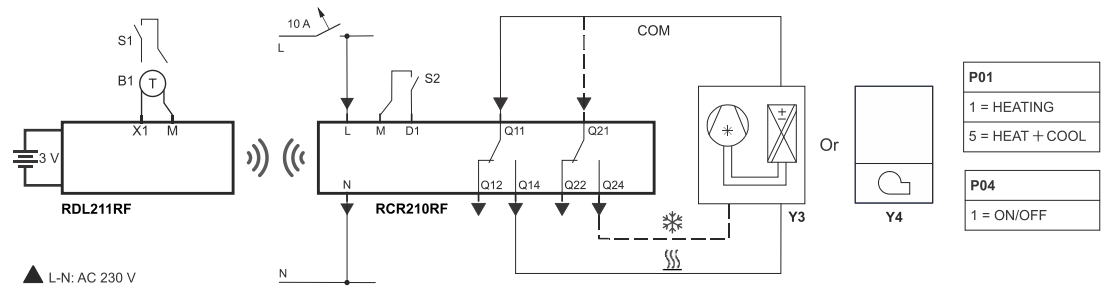 10 A
L
COM
S1
B1
T
S2
X1 M
L M D1 Q11 Q21
3 V
N Q12 Q14 Q22 Q24
RDL211RF
RCR210RF
Y3
Or
Y4
P01
1 = HEATING
5 = HEAT + COOL
P04
1 = ON/OFF
N
L-N: AC 230 V